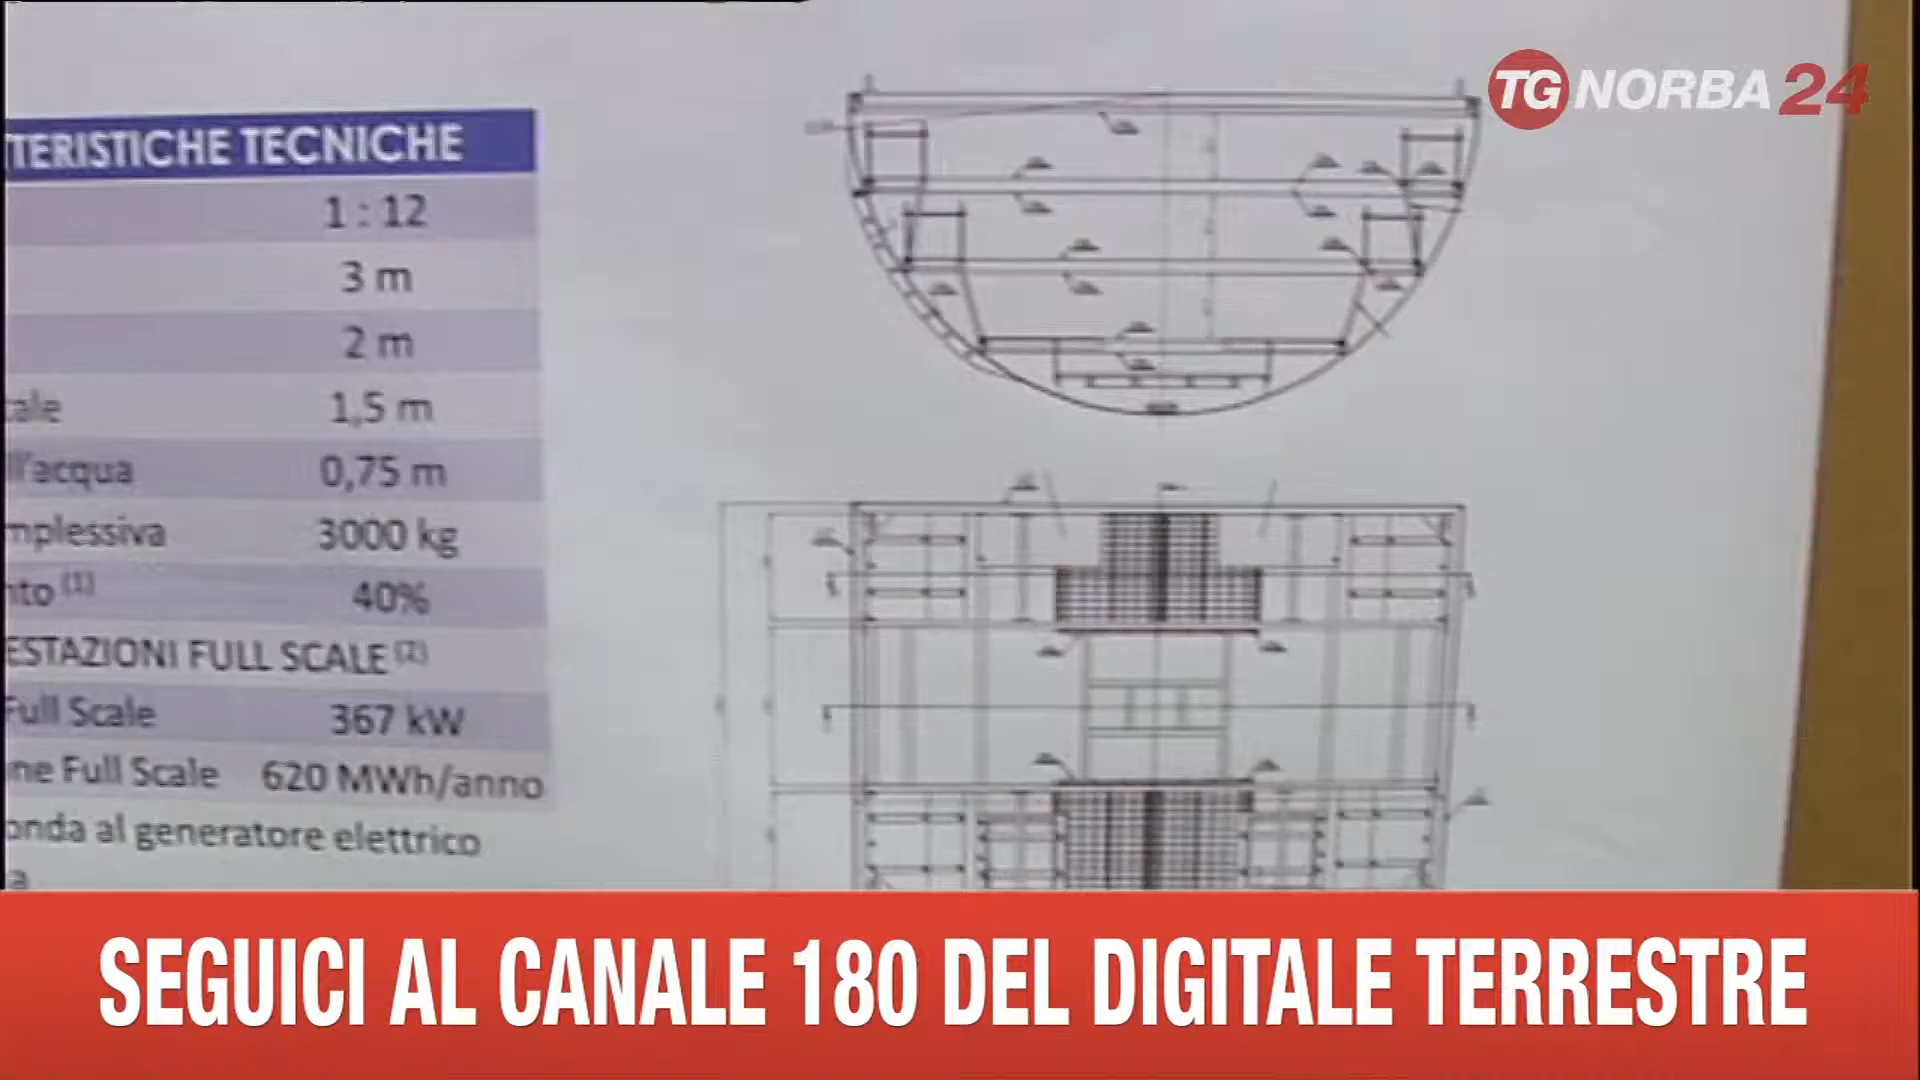 TG NORBA 24
TERISTICHE TECNICHE
1 : 12
3 m
2 m
ale 1,5 m
ll'acqua 0,75 m
mplessiva 3000 kg
nto (1) 40%
ESTAZIONI FULL SCALE (2)
Full Scale 367 kW
ne Full Scale 620 MWh/anno
onda al generatore elettrico
a
SEGUICI AL CANALE 180 DEL DIGITALE TERRESTRE